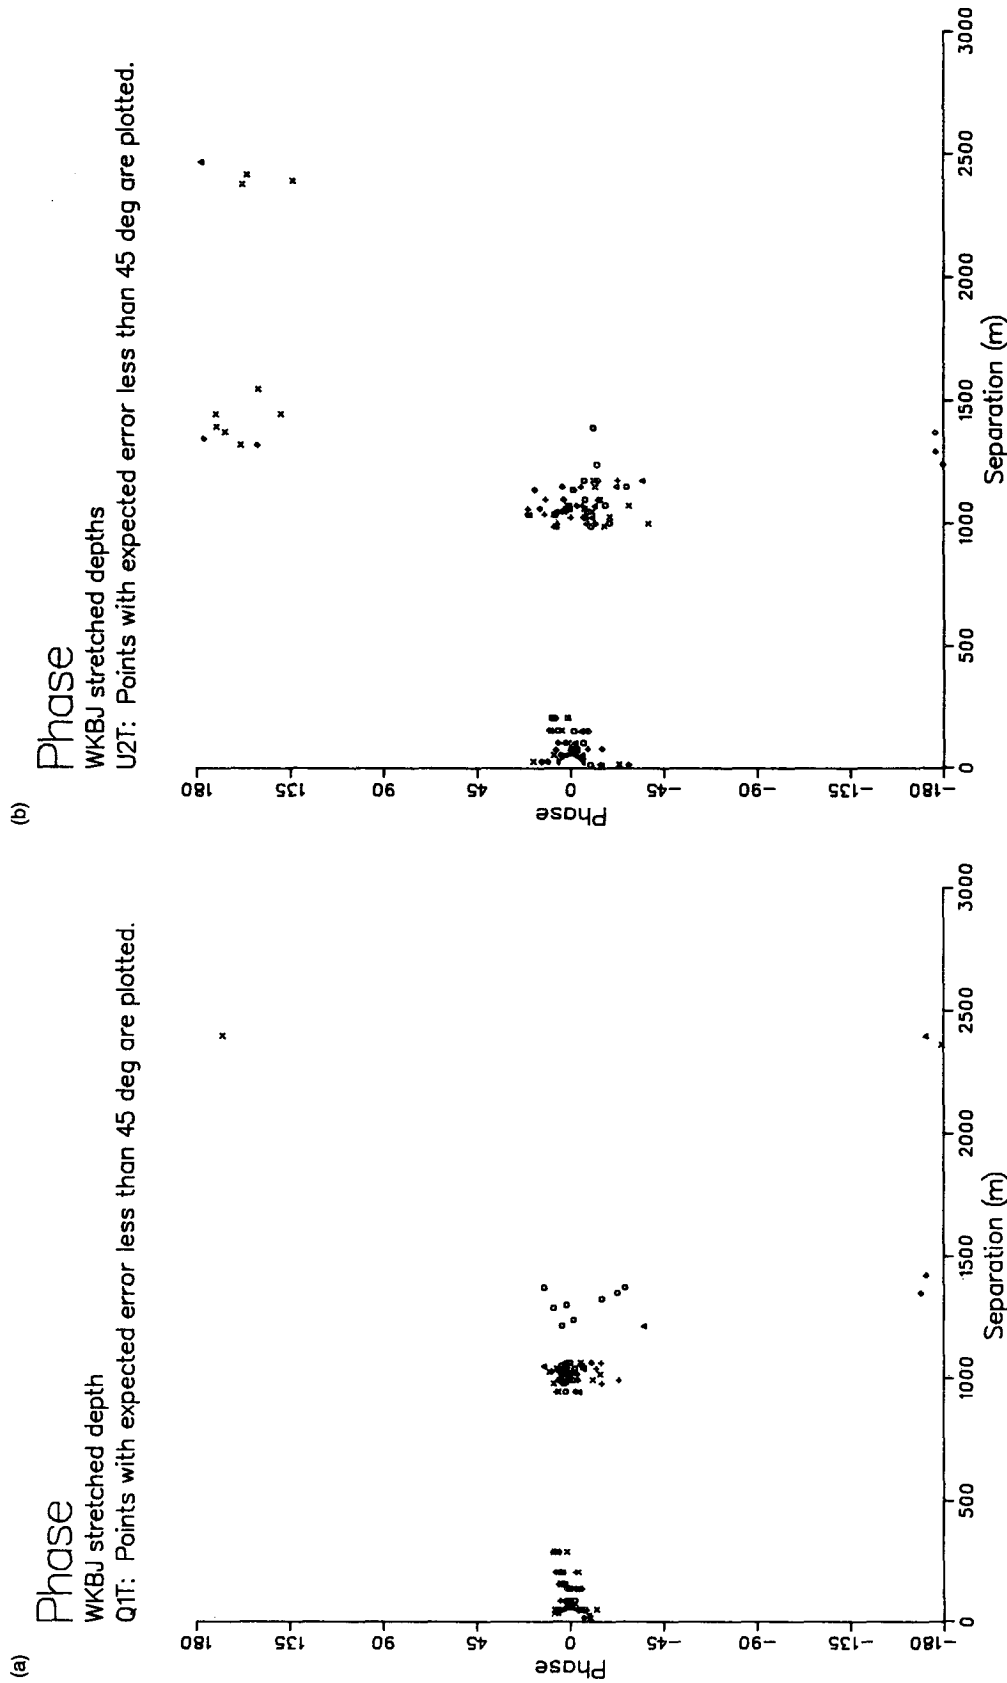 (a)
Phase
WKBJ stretched depth
Q1T: Points with expected error less than 45 deg are plotted.
180
135
90
45
0
-45
-90
-135
-180
Phase
0
500
1000
1500
2000
2500
3000
Separation (m)
(b)
Phase
WKBJ stretched depths
U2T: Points with expected error less than 45 deg are plotted.
180
135
90
45
0
-45
-90
-135
-180
Phase
0
500
1000
1500
2000
2500
3000
Separation (m)